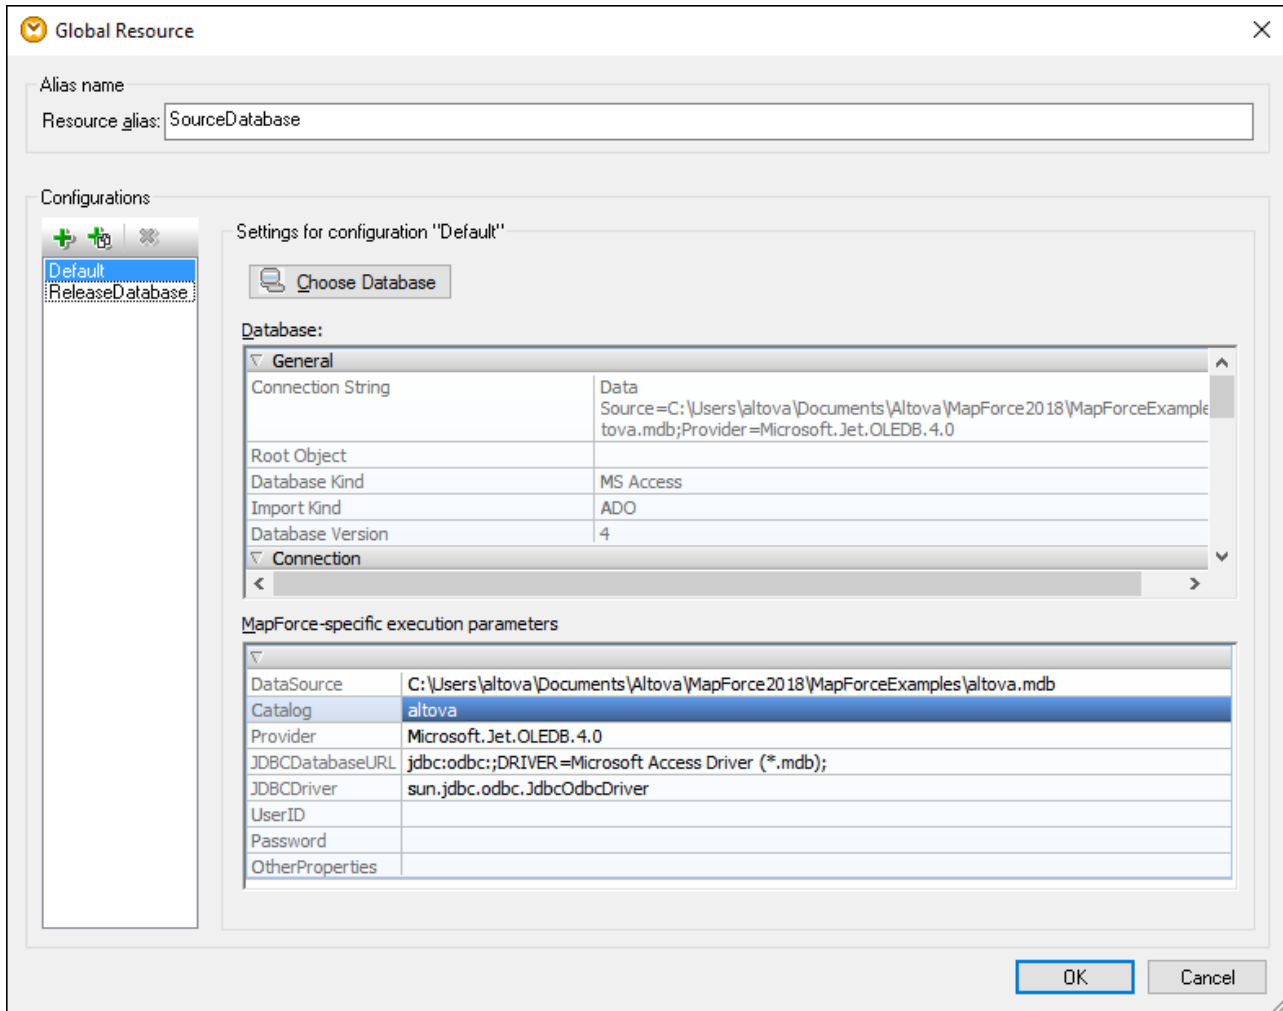 Global Resource
Alias name
Resource alias: SourceDatabase
Configurations
Default
ReleaseDatabase
Settings for configuration "Default"
Choose Database
Database:
General
Connection String Data
Source=C:\Users\altova\Documents\Altova\MapForce2018\MapForceExample
tova.mdb;Provider=Microsoft.Jet.OLEDB.4.0
Root Object
Database Kind MS Access
Import Kind ADO
Database Version 4
Connection
MapForce-specific execution parameters
DataSource C:\Users\altova\Documents\Altova\MapForce2018\MapForceExamples\altova.mdb
Catalog altova
Provider Microsoft.Jet.OLEDB.4.0
JDBCDatabaseURL jdbc:odbc:;DRIVER=Microsoft Access Driver (*.mdb);
JDBCDriver sun.jdbc.odbc.JdbcOdbcDriver
UserID
Password
OtherProperties
OK Cancel